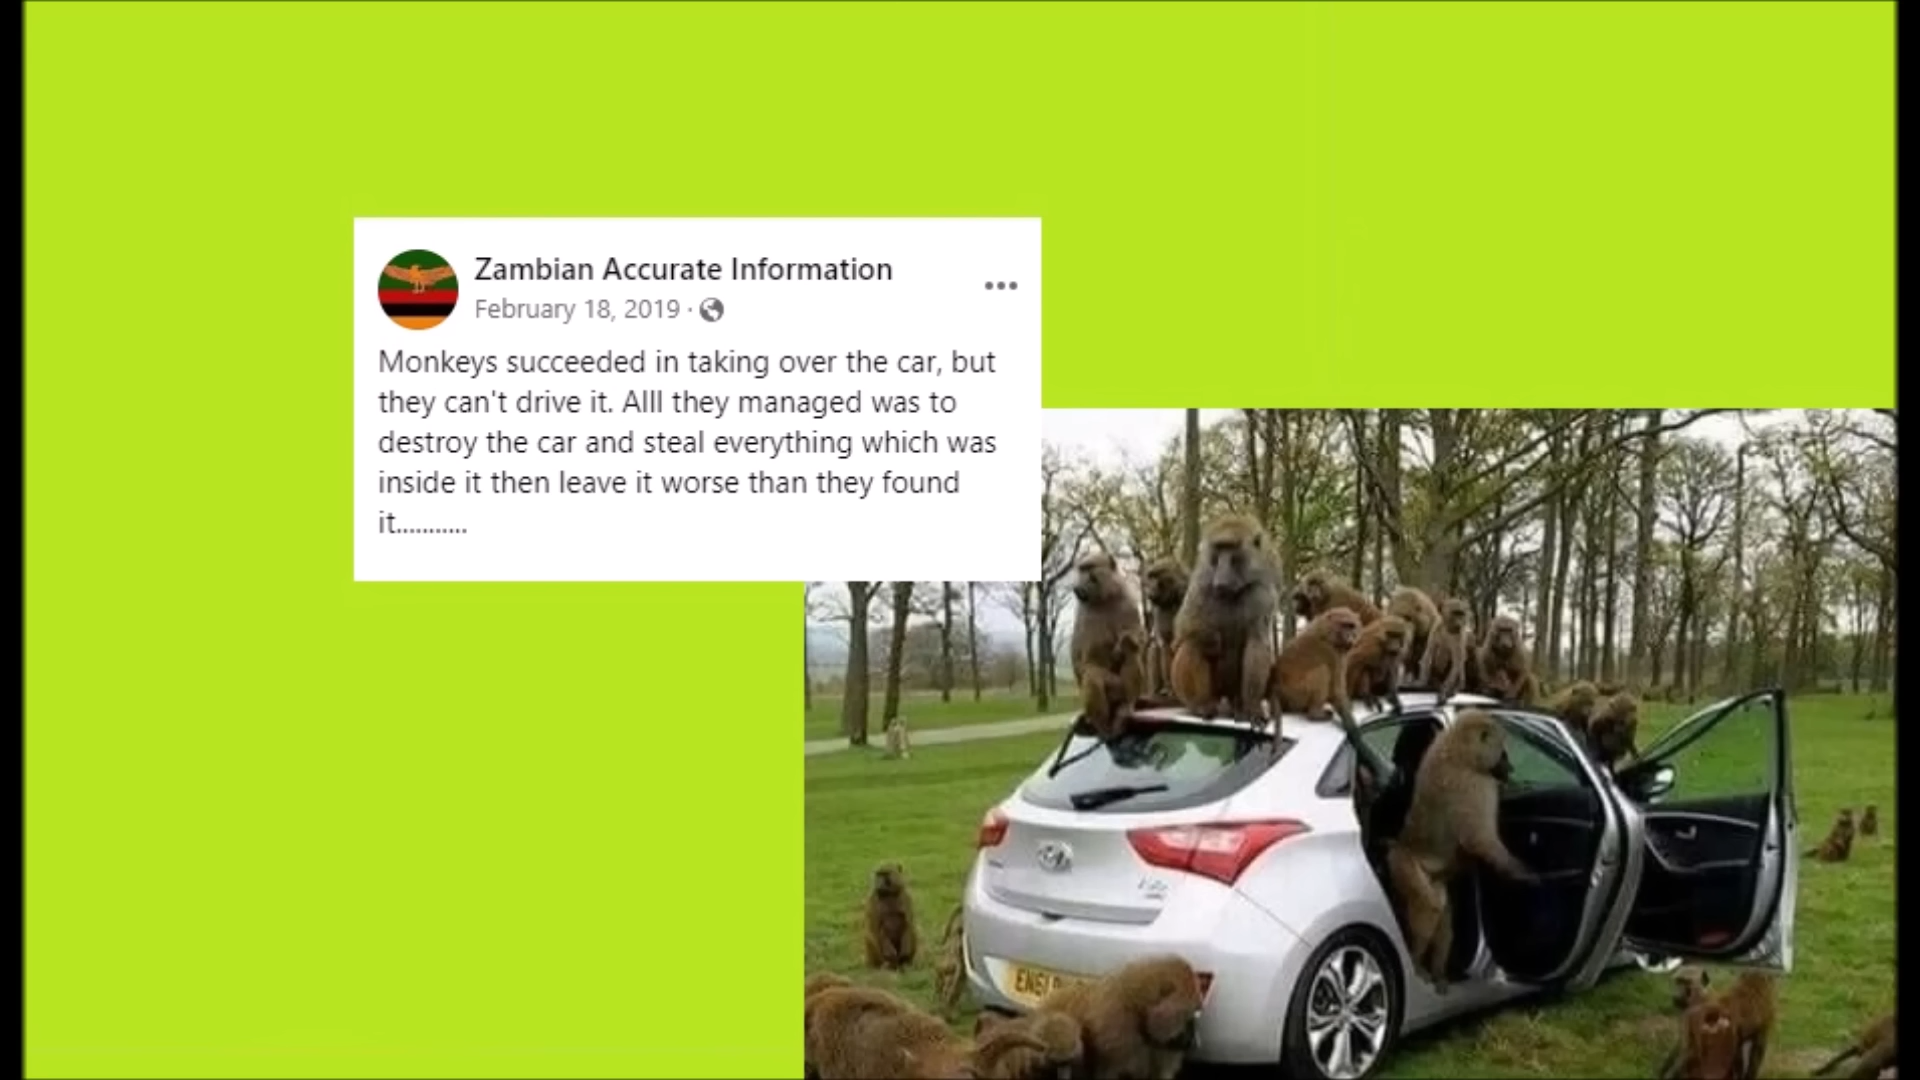 Zambian Accurate Information
February 18, 2019 ·
Monkeys succeeded in taking over the car, but
they can't drive it. Alll they managed was to
destroy the car and steal everything which was
inside it then leave it worse than they found
it...........